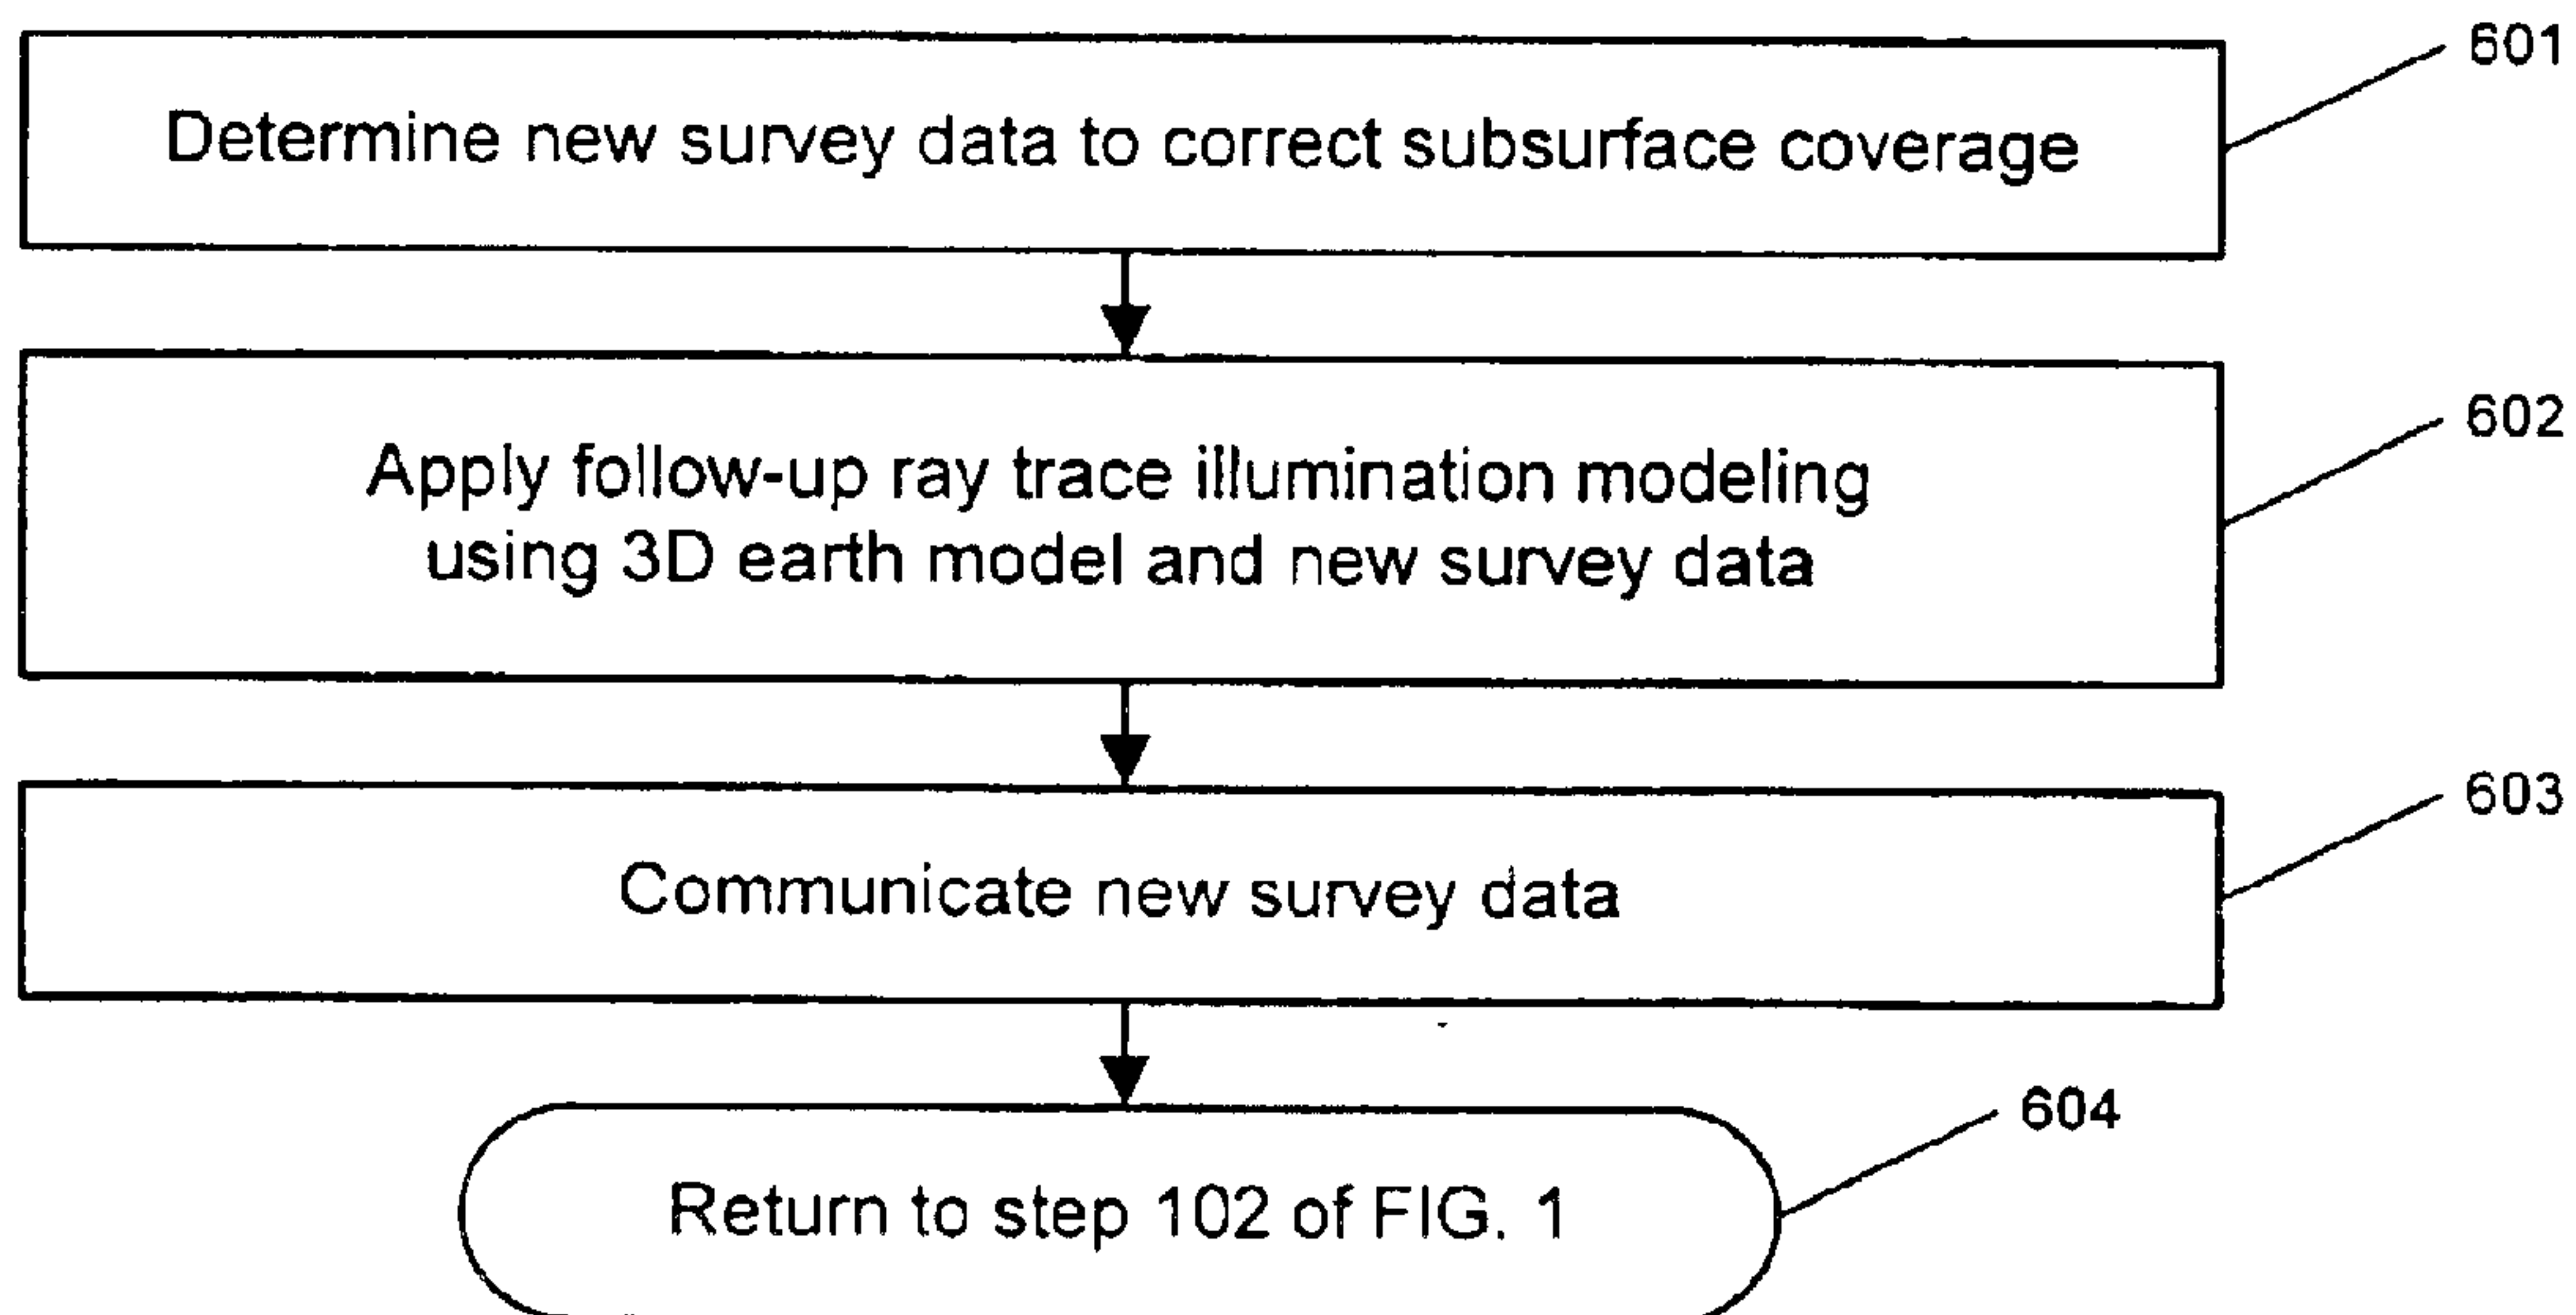 601
Determine new survey data to correct subsurface coverage
602
Apply follow-up ray trace illumination modeling
using 3D earth model and new survey data
603
Communicate new survey data
604
Return to step 102 of FIG. 1